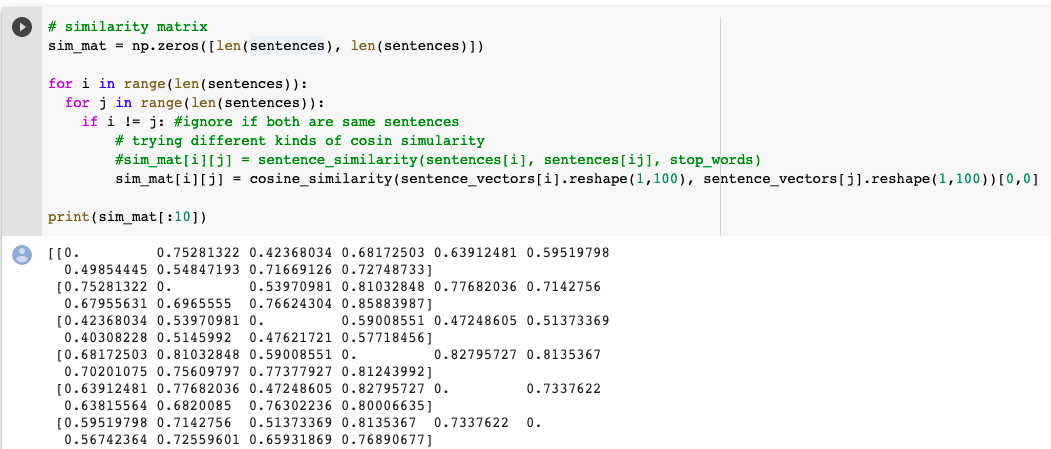 # similarity matrix
sim_mat = np.zeros([len(sentences), len(sentences)])
for i in range(len(sentences)):
for j in range(len(sentences)):
if i != j: #ignore if both are same sentences
# trying different kinds of cosin simularity
#sim_mat[i][j] = sentence_similarity(sentences[i], sentences[ij], stop_words)
sim_mat[i][j] = cosine_similarity(sentence_vectors[i].reshape(1,100), sentence_vectors[j].reshape(1,100))[0,0]
print(sim_mat[:10])
[[0. 0.75281322 0.42368034 0.68172503 0.63912481 0.59519798
0.49854445 0.54847193 0.71669126 0.72748733]
[0.75281322 0. 0.53970981 0.81032848 0.77682036 0.7142756
0.67955631 0.6965555 0.76624304 0.85883987]
[0.42368034 0.53970981 0. 0.59008551 0.47248605 0.51373369
0.40308228 0.5145992 0.47621721 0.57718456]
[0.68172503 0.81032848 0.59008551 0. 0.82795727 0.8135367
0.70201075 0.75609797 0.77377927 0.81243992]
[0.63912481 0.77682036 0.47248605 0.82795727 0. 0.7337622
0.63815564 0.6820085 0.76302236 0.80006635]
[0.59519798 0.7142756 0.51373369 0.8135367 0.7337622 0.
0.56742364 0.72559601 0.65931869 0.76890677]